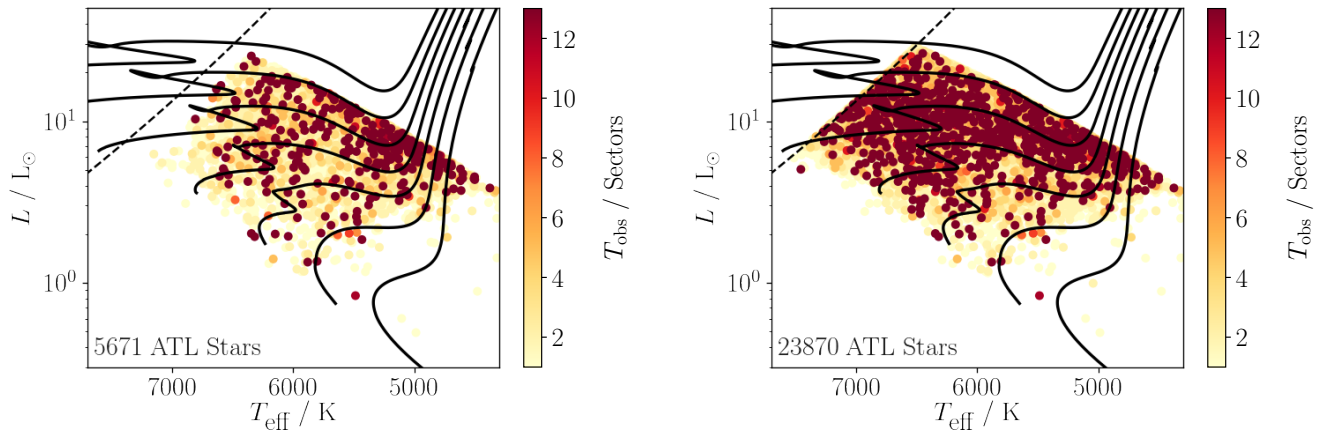 12
10
8
6
4
2
T_obs / Sectors
10^1
10^0
L / L_⊙
5671 ATL Stars
7000 6000 5000
T_eff / K
12
10
8
6
4
2
T_obs / Sectors
10^1
10^0
L / L_⊙
23870 ATL Stars
7000 6000 5000
T_eff / K